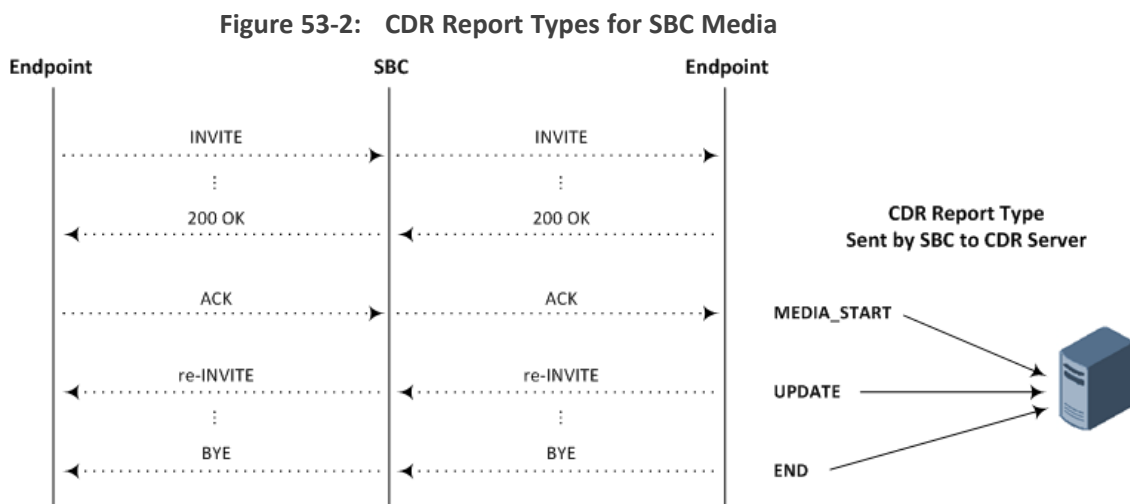 Figure 53-2: CDR Report Types for SBC Media
Endpoint SBC Endpoint
INVITE INVITE
200 OK 200 OK
CDR Report Type
Sent by SBC to CDR Server
ACK ACK
MEDIA_START
re-INVITE re-INVITE
UPDATE
BYE BYE
END